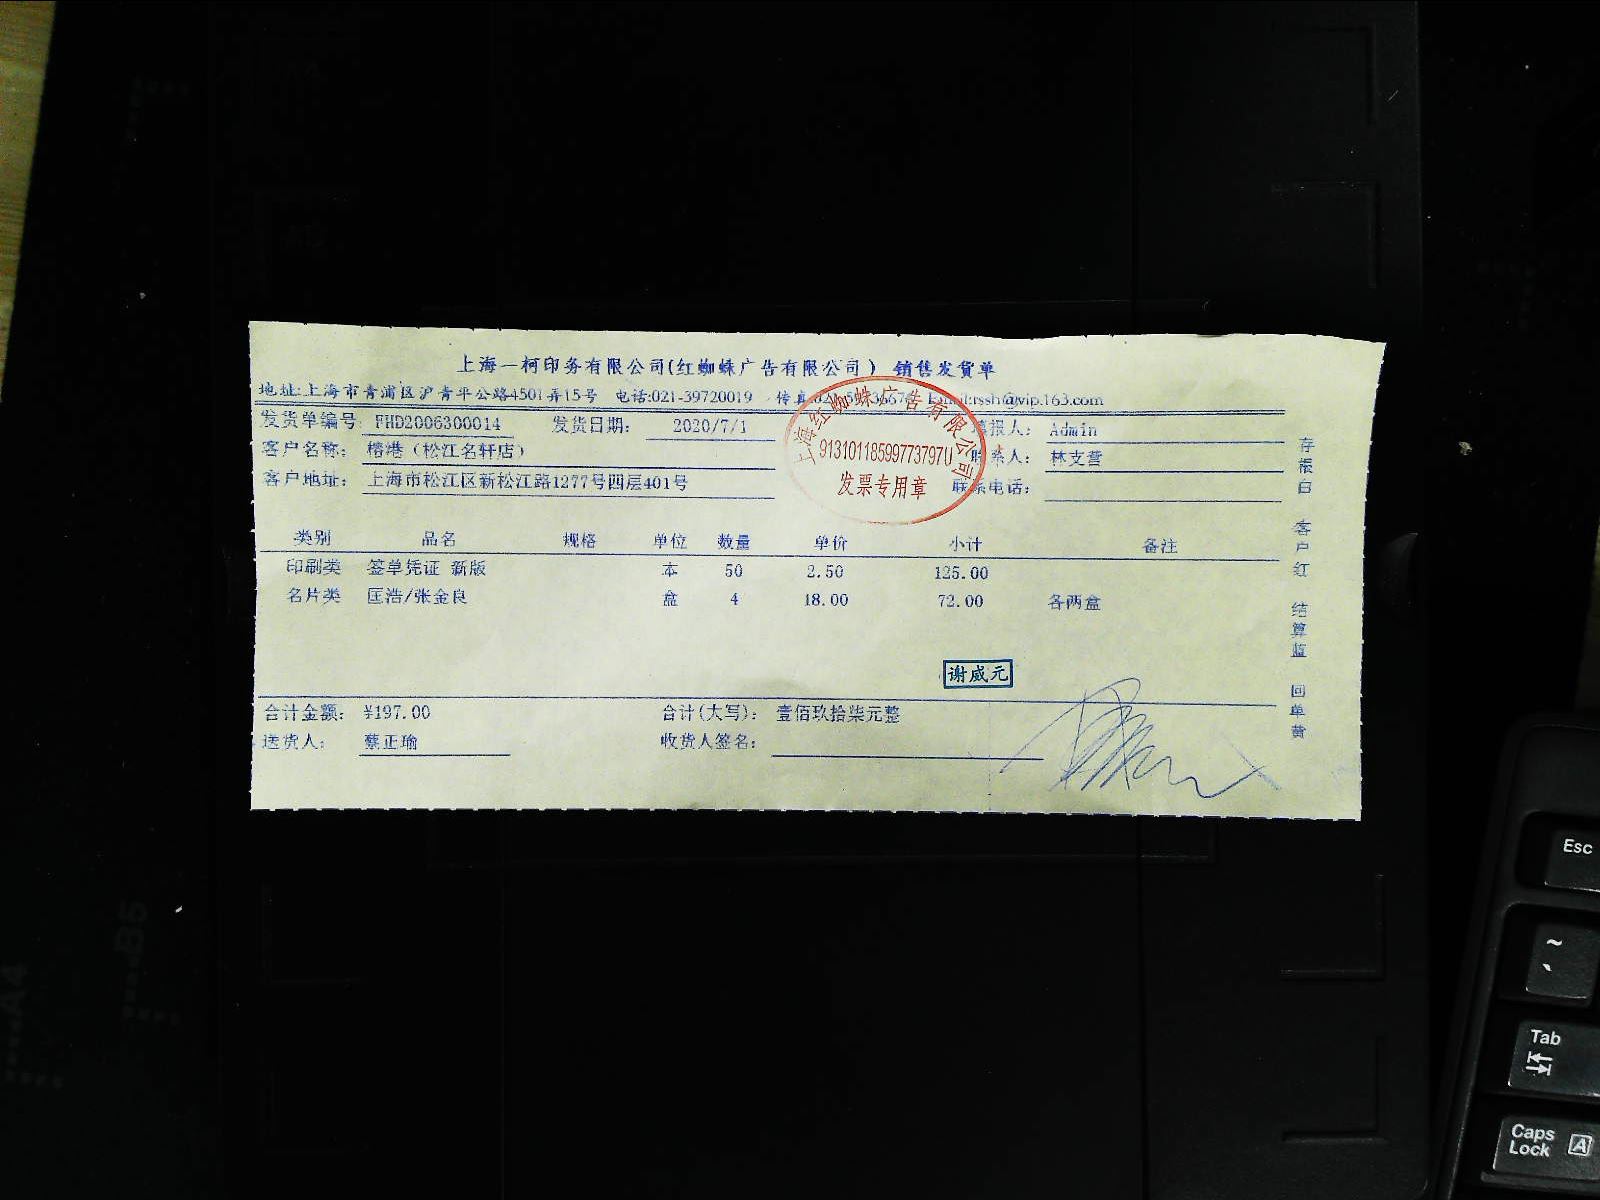 上海一柯印务有限公司(红蜘蛛广告有限公司) 销售发货单
地址:上海市青浦区沪青平公路4501弄15号 电话:021-39720019 传真 Email:rssh@vip.163.com
发货单编号: FHD2006300014 发货日期: 2020/7/1 填报人: Admin
客户名称: 榕港（松江名轩店） 联系人: 林支营
客户地址: 上海市松江区新松江路1277号四层401号 联系电话:
上海红蜘蛛广告有限公司
91310118599773797U
发票专用章
类别 品名 规格 单位 数量 单价 小计 备注
印刷类 签单凭证 新版 本 50 2.50 125.00
名片类 匡浩/张金良 盒 4 18.00 72.00 各两盒
谢威元
合计金额: ¥197.00 合计(大写): 壹佰玖拾柒元整
送货人: 蔡正瑜 收货人签名:
存根白 客户红 结算蓝 回单黄
Esc
~
Tab
Caps Lock A
B5
A4